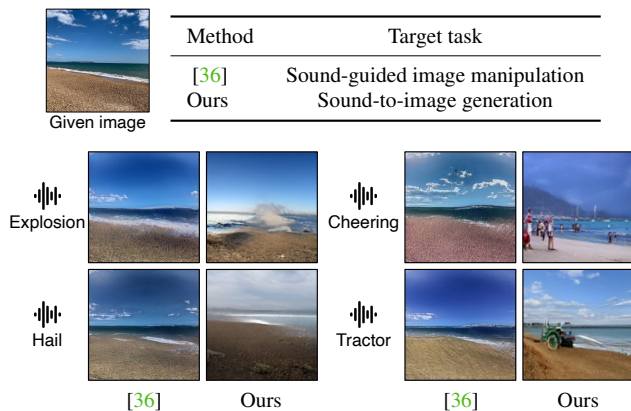 Method Target task
[36] Sound-guided image manipulation
Ours Sound-to-image generation
Given image
Explosion
Cheering
Hail
Tractor
[36] Ours [36] Ours